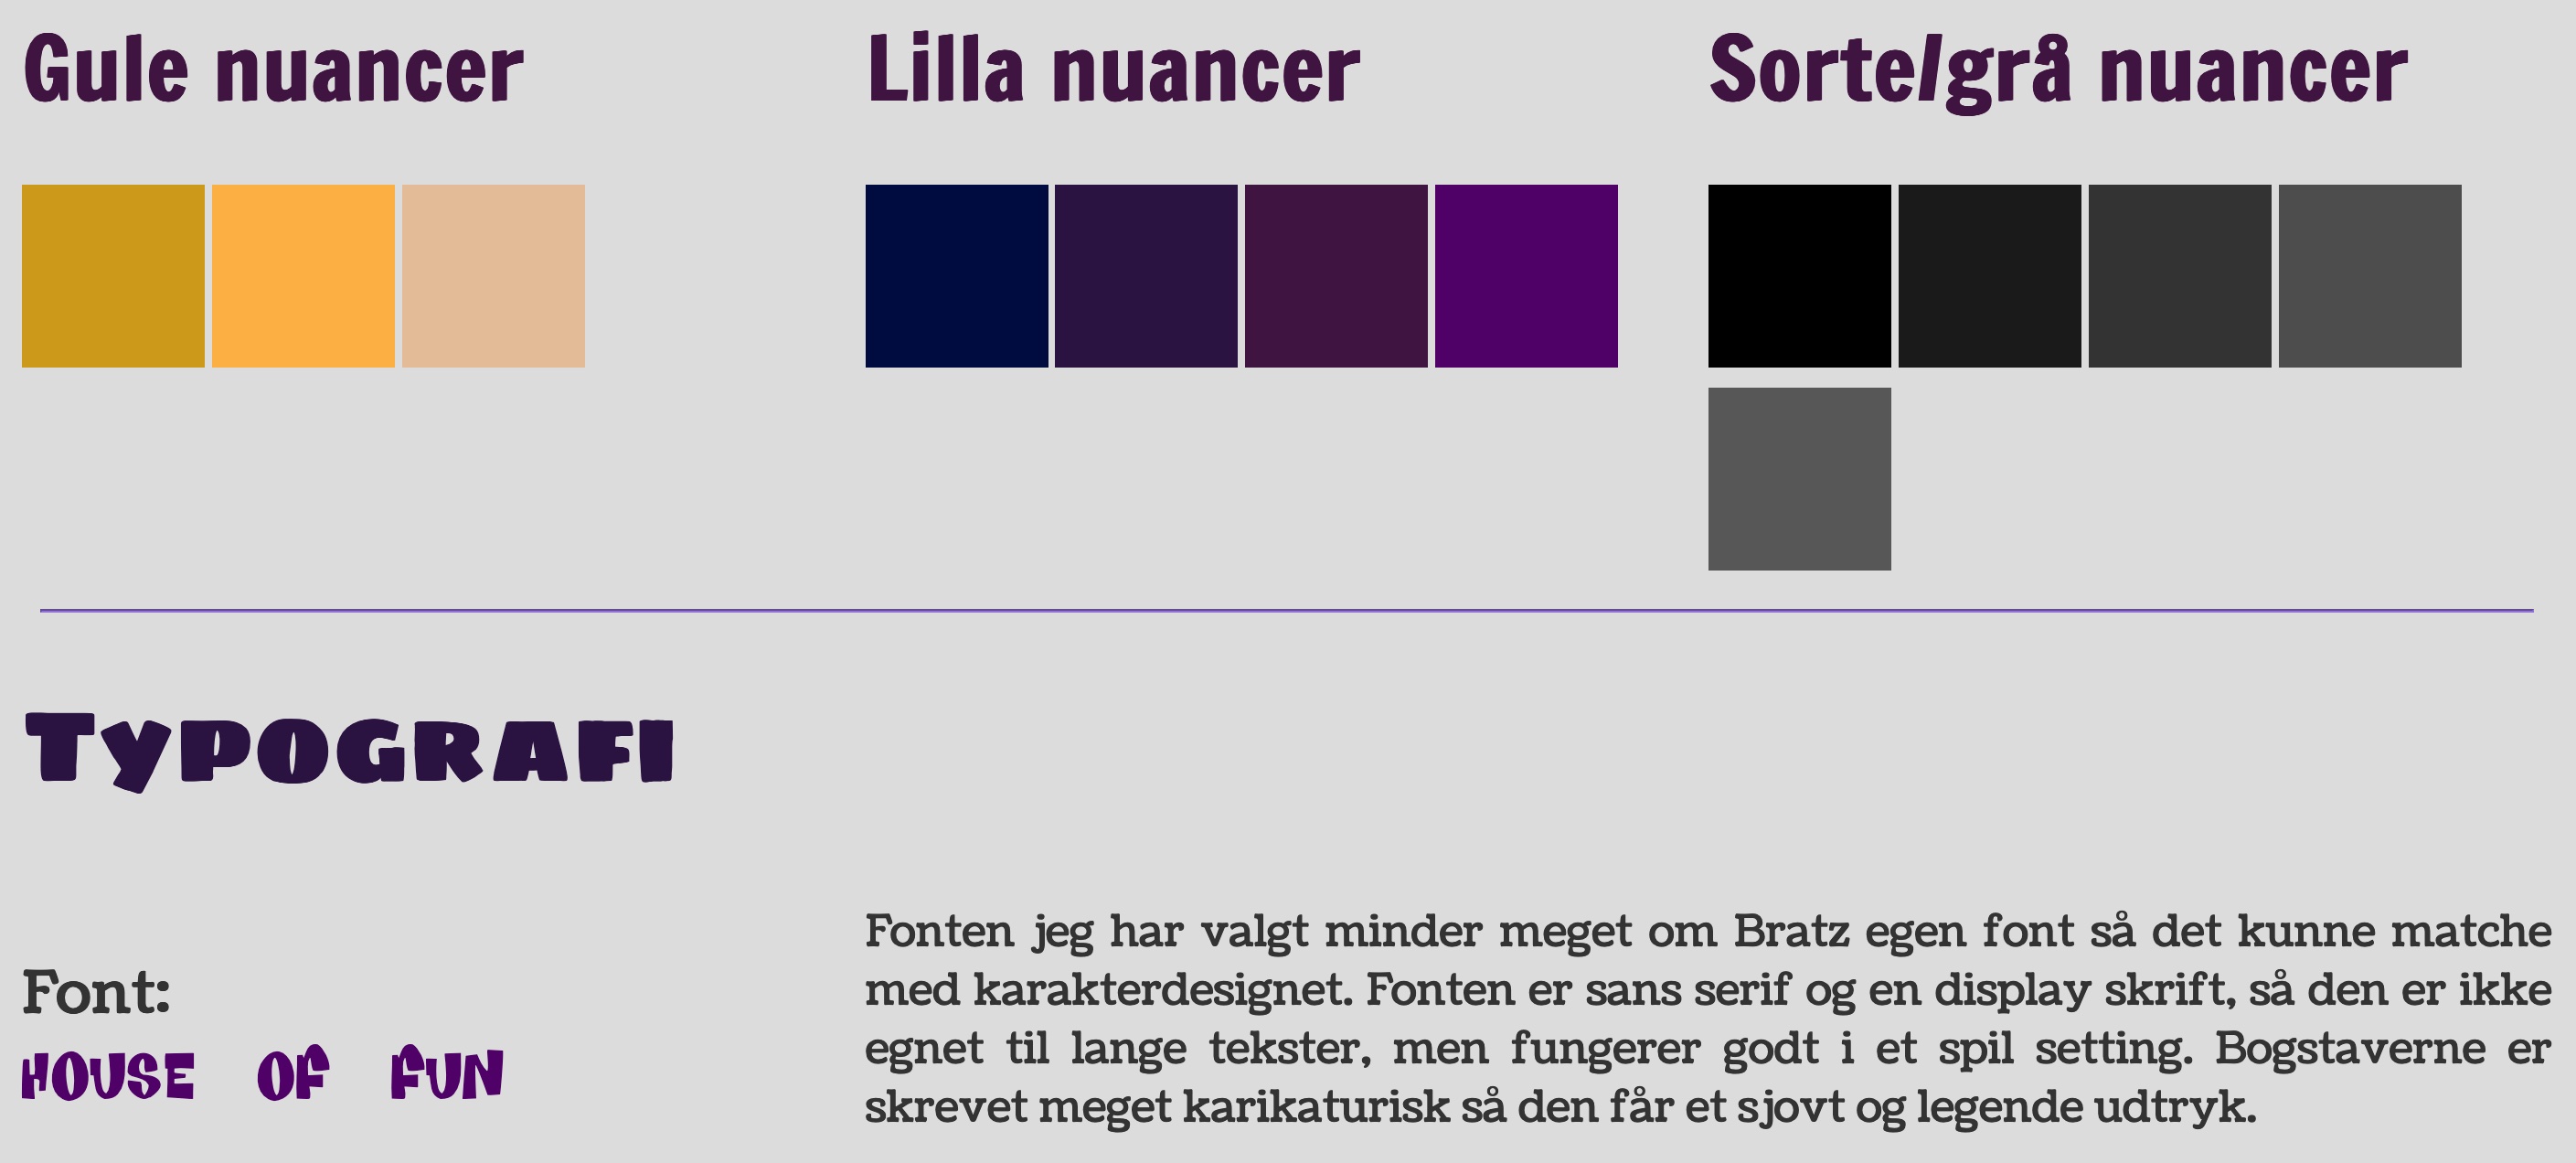 Gule nuancer
Lilla nuancer
Sorte/grå nuancer
Typografi
Font:
HOUSE OF FUN
Fonten jeg har valgt minder meget om Bratz egen font så det kunne matche
med karakterdesignet. Fonten er sans serif og en display skrift, så den er ikke
egnet til lange tekster, men fungerer godt i et spil setting. Bogstaverne er
skrevet meget karikaturisk så den får et sjovt og legende udtryk.